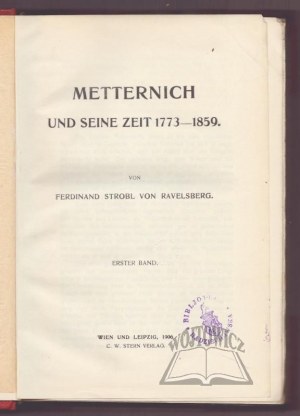 METTERNICH
UND SEINE ZEIT 1773—1859.
VON
FERDINAND STROBL VON RAVELSBERG.
ERSTER BAND.
WIEN UND LEIPZIG,
C. W. STERN VERLAG.
WÓJTOWICZ